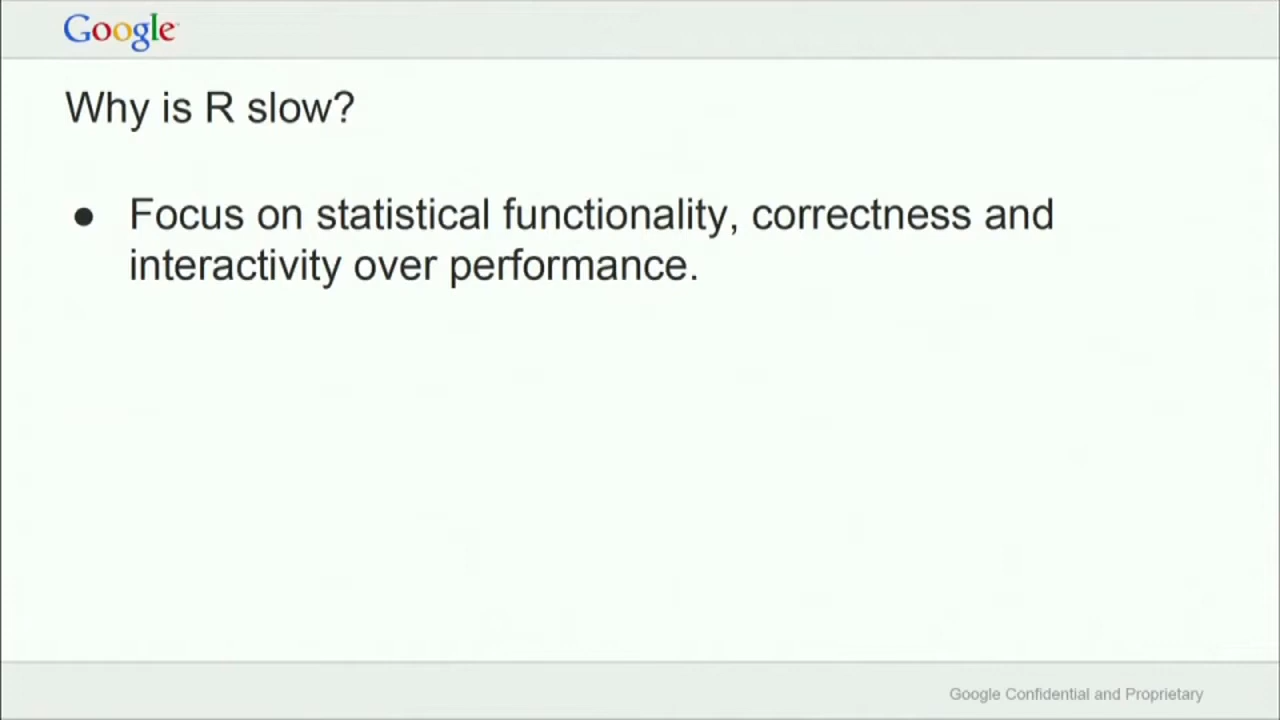 Google
Why is R slow?
● Focus on statistical functionality, correctness and
interactivity over performance.
Google Confidential and Proprietary